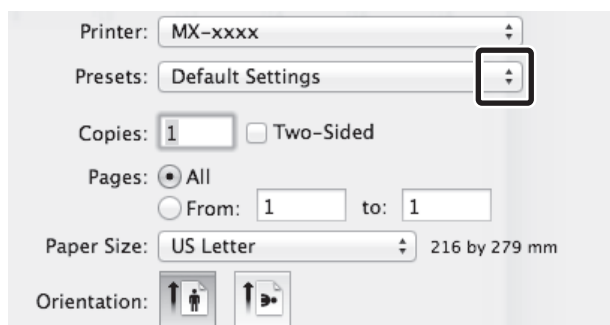 Printer: MX-xxxx
Presets: Default Settings
Copies: 1 Two-Sided
Pages: All
From: 1 to: 1
Paper Size: US Letter 216 by 279 mm
Orientation: